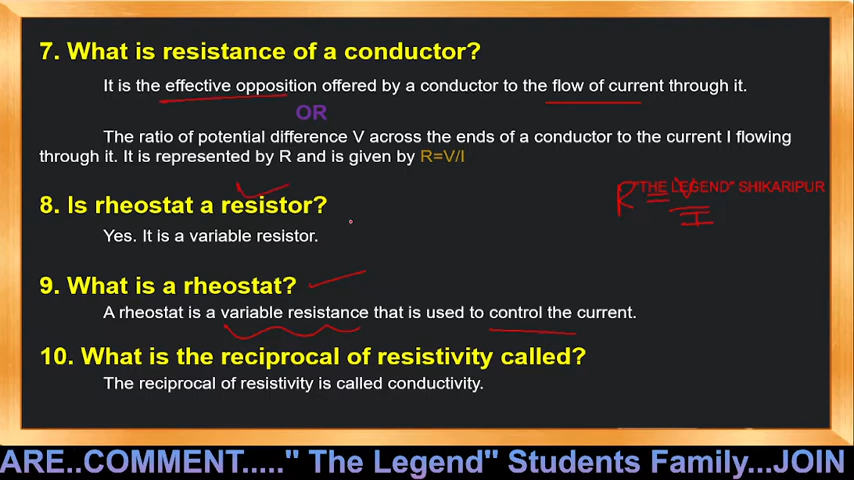 7. What is resistance of a conductor?
It is the effective opposition offered by a conductor to the flow of current through it.
OR
The ratio of potential difference V across the ends of a conductor to the current I flowing
through it. It is represented by R and is given by R=V/I
"THE LEGEND" SHIKARIPUR
R = V
I
8. Is rheostat a resistor?
Yes. It is a variable resistor.
9. What is a rheostat?
A rheostat is a variable resistance that is used to control the current.
10. What is the reciprocal of resistivity called?
The reciprocal of resistivity is called conductivity.
ARE..COMMENT....." The Legend" Students Family...JOIN